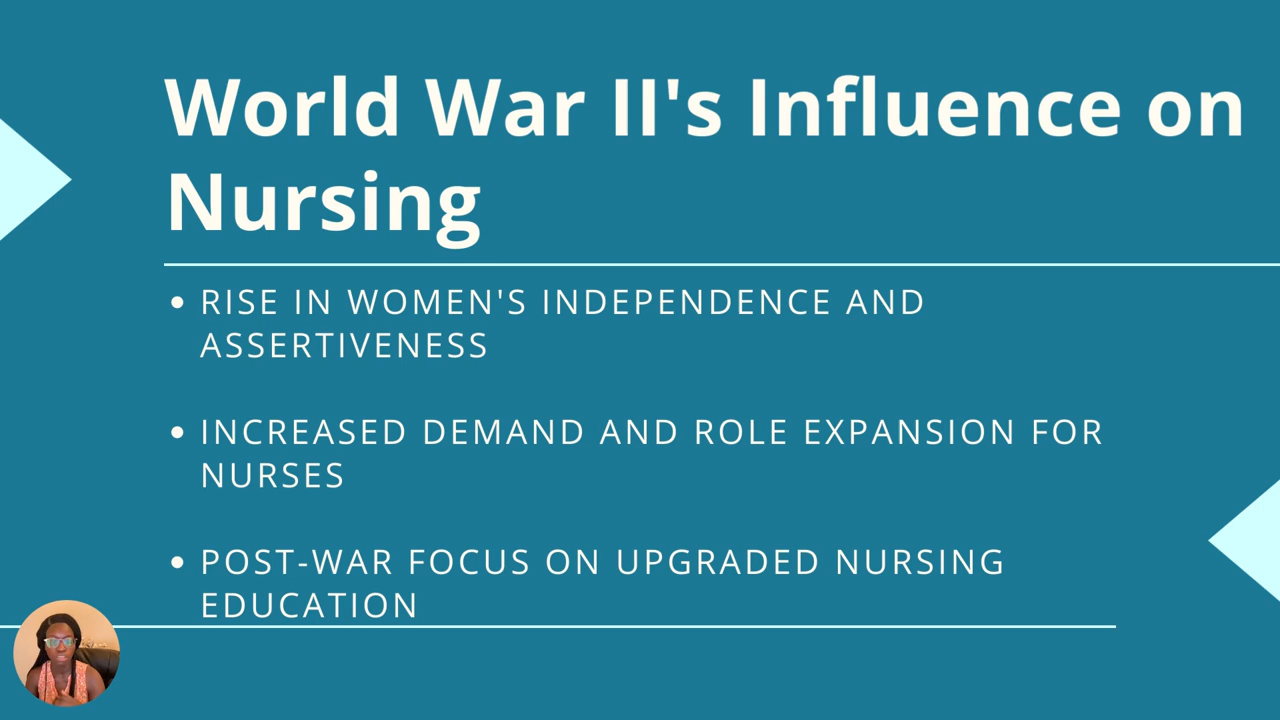 World War II's Influence on
Nursing
• RISE IN WOMEN'S INDEPENDENCE AND
ASSERTIVENESS
• INCREASED DEMAND AND ROLE EXPANSION FOR
NURSES
• POST-WAR FOCUS ON UPGRADED NURSING
EDUCATION